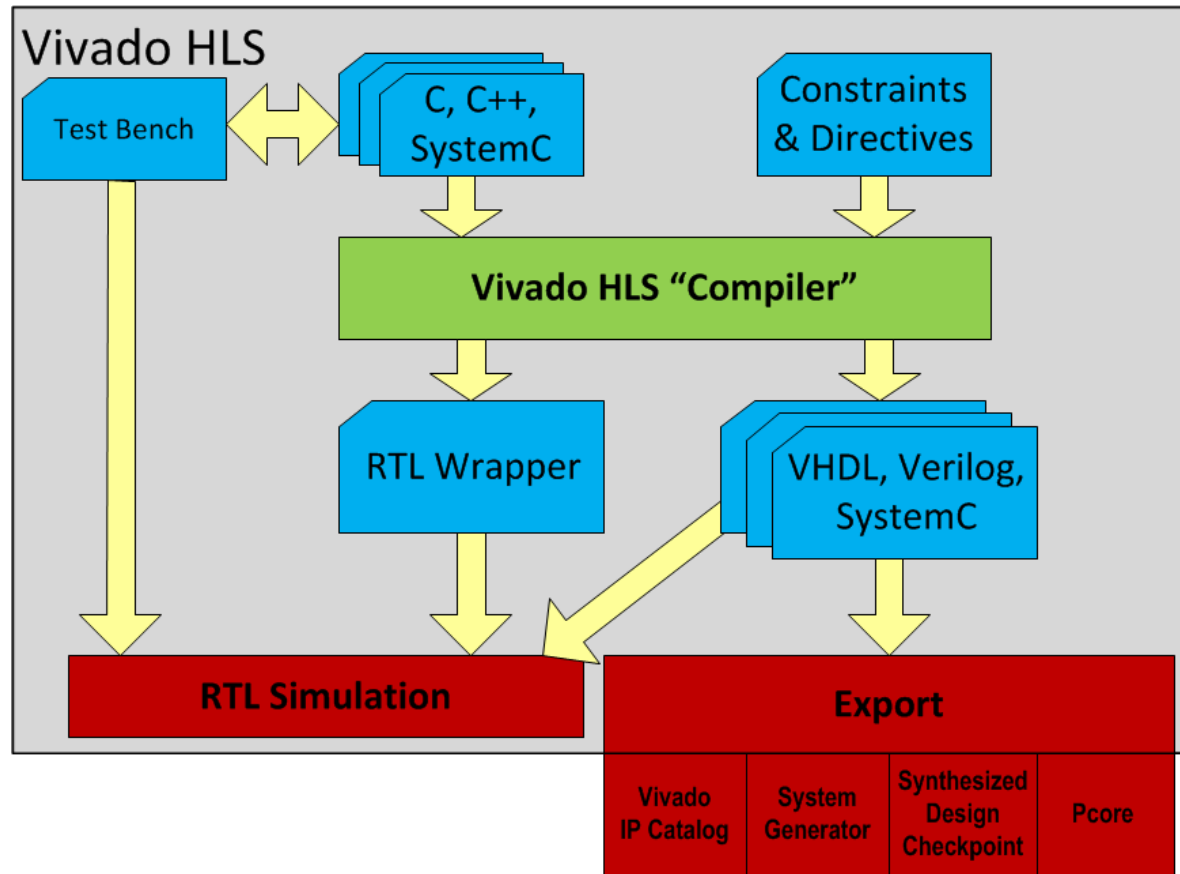 Vivado HLS
Test Bench
C, C++,
SystemC
Constraints
& Directives
Vivado HLS “Compiler”
RTL Wrapper
VHDL, Verilog,
SystemC
RTL Simulation
Export
Vivado
IP Catalog
System
Generator
Synthesized
Design
Checkpoint
Pcore